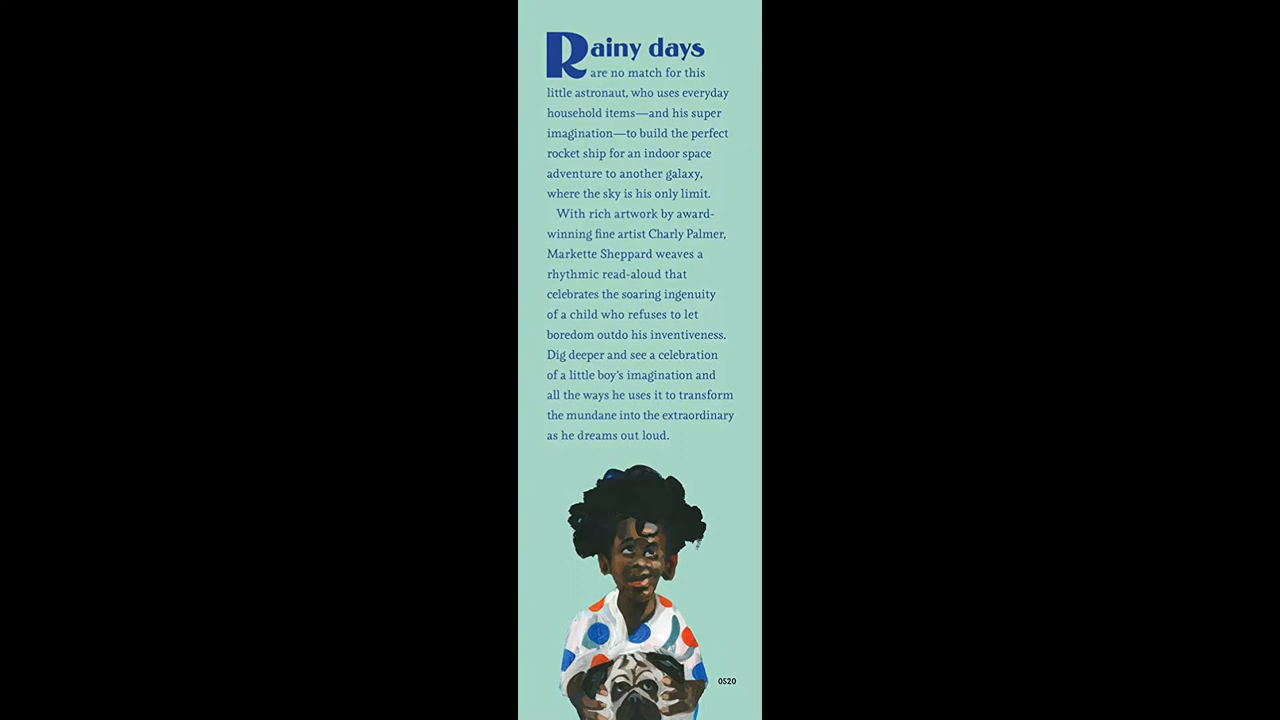 Rainy days
are no match for this
little astronaut, who uses everyday
household items—and his super
imagination—to build the perfect
rocket ship for an indoor space
adventure to another galaxy,
where the sky is his only limit.
With rich artwork by award-
winning fine artist Charly Palmer,
Markette Sheppard weaves a
rhythmic read-aloud that
celebrates the soaring ingenuity
of a child who refuses to let
boredom outdo his inventiveness.
Dig deeper and see a celebration
of a little boy's imagination and
all the ways he uses it to transform
the mundane into the extraordinary
as he dreams out loud.
0520